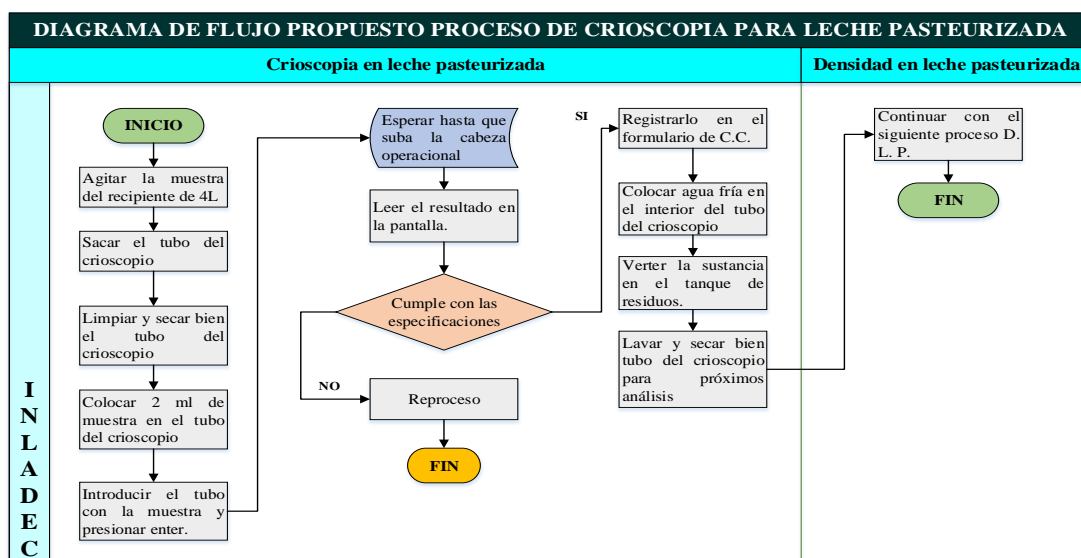 DIAGRAMA DE FLUJO PROPUESTO PROCESO DE CRIOSCOPIA PARA LECHE PASTEURIZADA
Crioscopia en leche pasteurizada
Densidad en leche pasteurizada
I
N
L
A
D
E
C
INICIO
Agitar la muestra
del recipiente de 4L
Sacar el tubo del
crioscopio
Limpiar y secar bien
el tubo del
crioscopio
Colocar 2 ml de
muestra en el tubo
del crioscopio
Introducir el tubo
con la muestra y
presionar enter.
Esperar hasta que
suba la cabeza
operacional
Leer el resultado en
la pantalla.
Cumple con las
especificaciones
NO
Reproceso
FIN
SI
Registrarlo en el
formulario de C.C.
Colocar agua fría en
el interior del tubo
del crioscopio
Verter la sustancia
en el tanque de
residuos.
Lavar y secar bien
tubo del crioscopio
para próximos
análisis
Continuar con el
siguiente proceso D.
L. P.
FIN